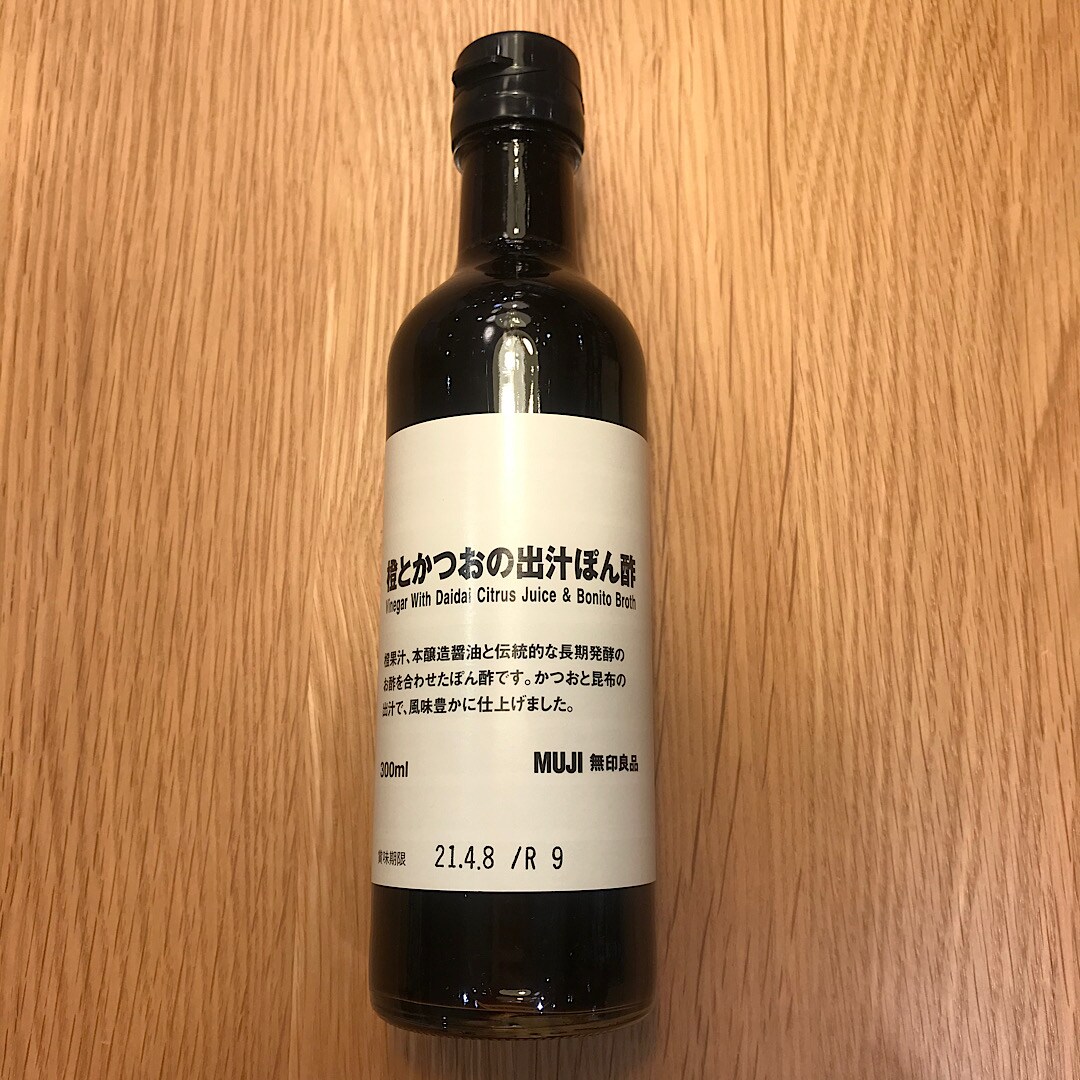 橙とかつおの出汁ぽん酢
Vinegar With Daidai Citrus Juice & Bonito Broth
橙果汁、本醸造醤油と伝統的な長期発酵の
お酢を合わせたぽん酢です。かつおと昆布の
出汁で、風味豊かに仕上げました。
300ml
MUJI 無印良品
賞味期限 21.4.8 /R 9